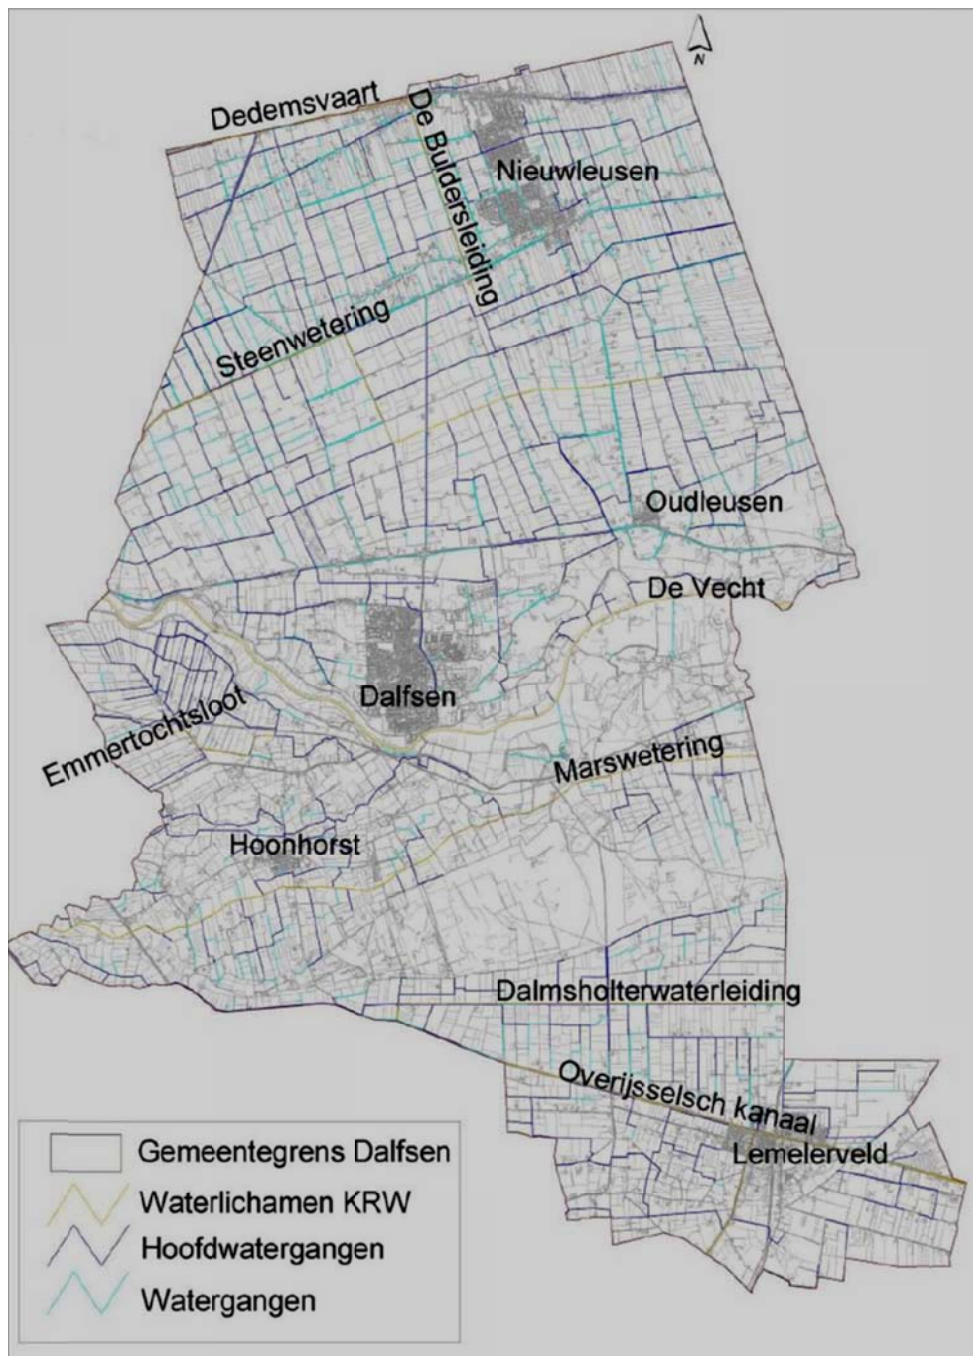 N
Dedemsvaart
De Buldersleiding
Nieuwleusen
Steenwetering
Oudleusen
De Vecht
Dalfsen
Emmertochtsloot
Marswetering
Hoonhorst
Dalmsholterwaterleiding
Overijsselsch kanaal
Lemelerveld
Gemeentegrens Dalfsen
Waterlichamen KRW
Hoofdwatergangen
Watergangen